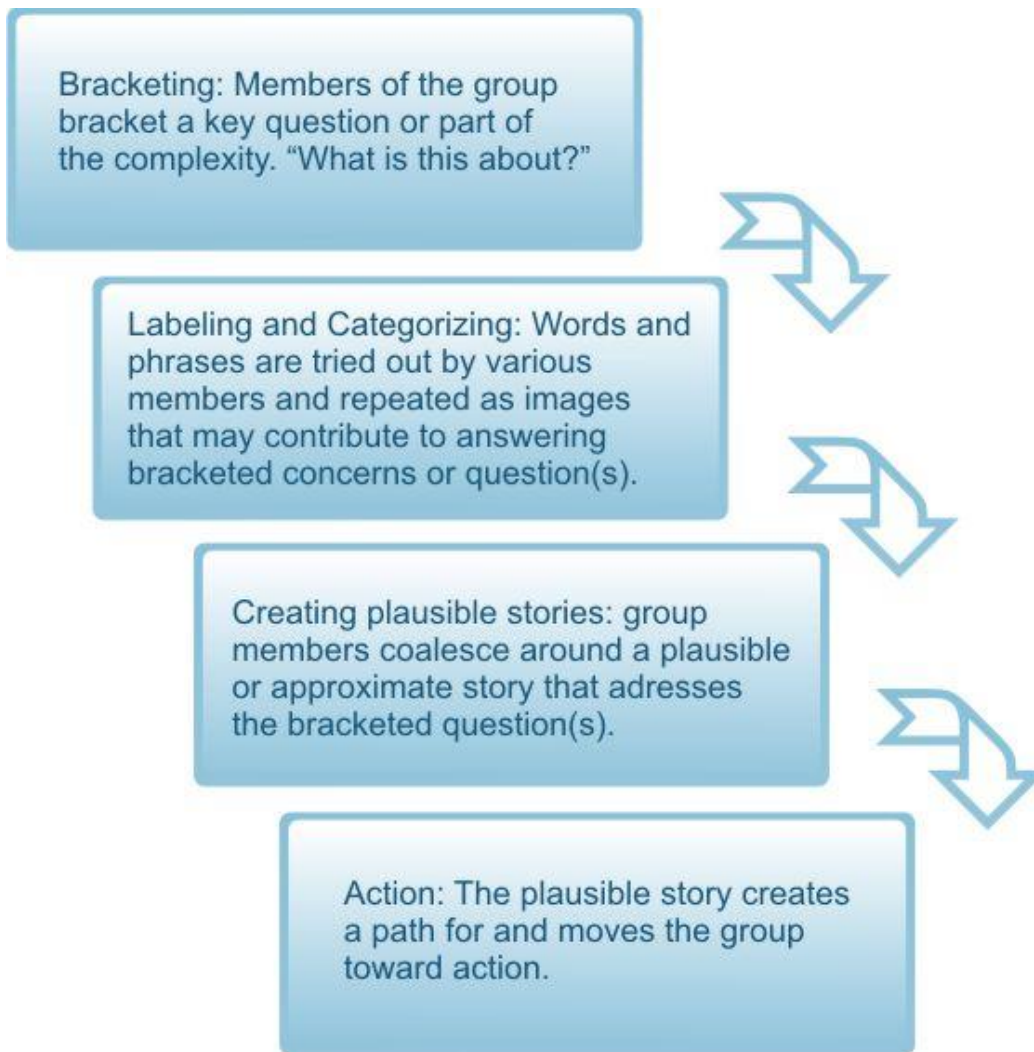 Bracketing: Members of the group
bracket a key question or part of
the complexity. “What is this about?”
Labeling and Categorizing: Words and
phrases are tried out by various
members and repeated as images
that may contribute to answering
bracketed concerns or question(s).
Creating plausible stories: group
members coalesce around a plausible
or approximate story that adresses
the bracketed question(s).
Action: The plausible story creates
a path for and moves the group
toward action.